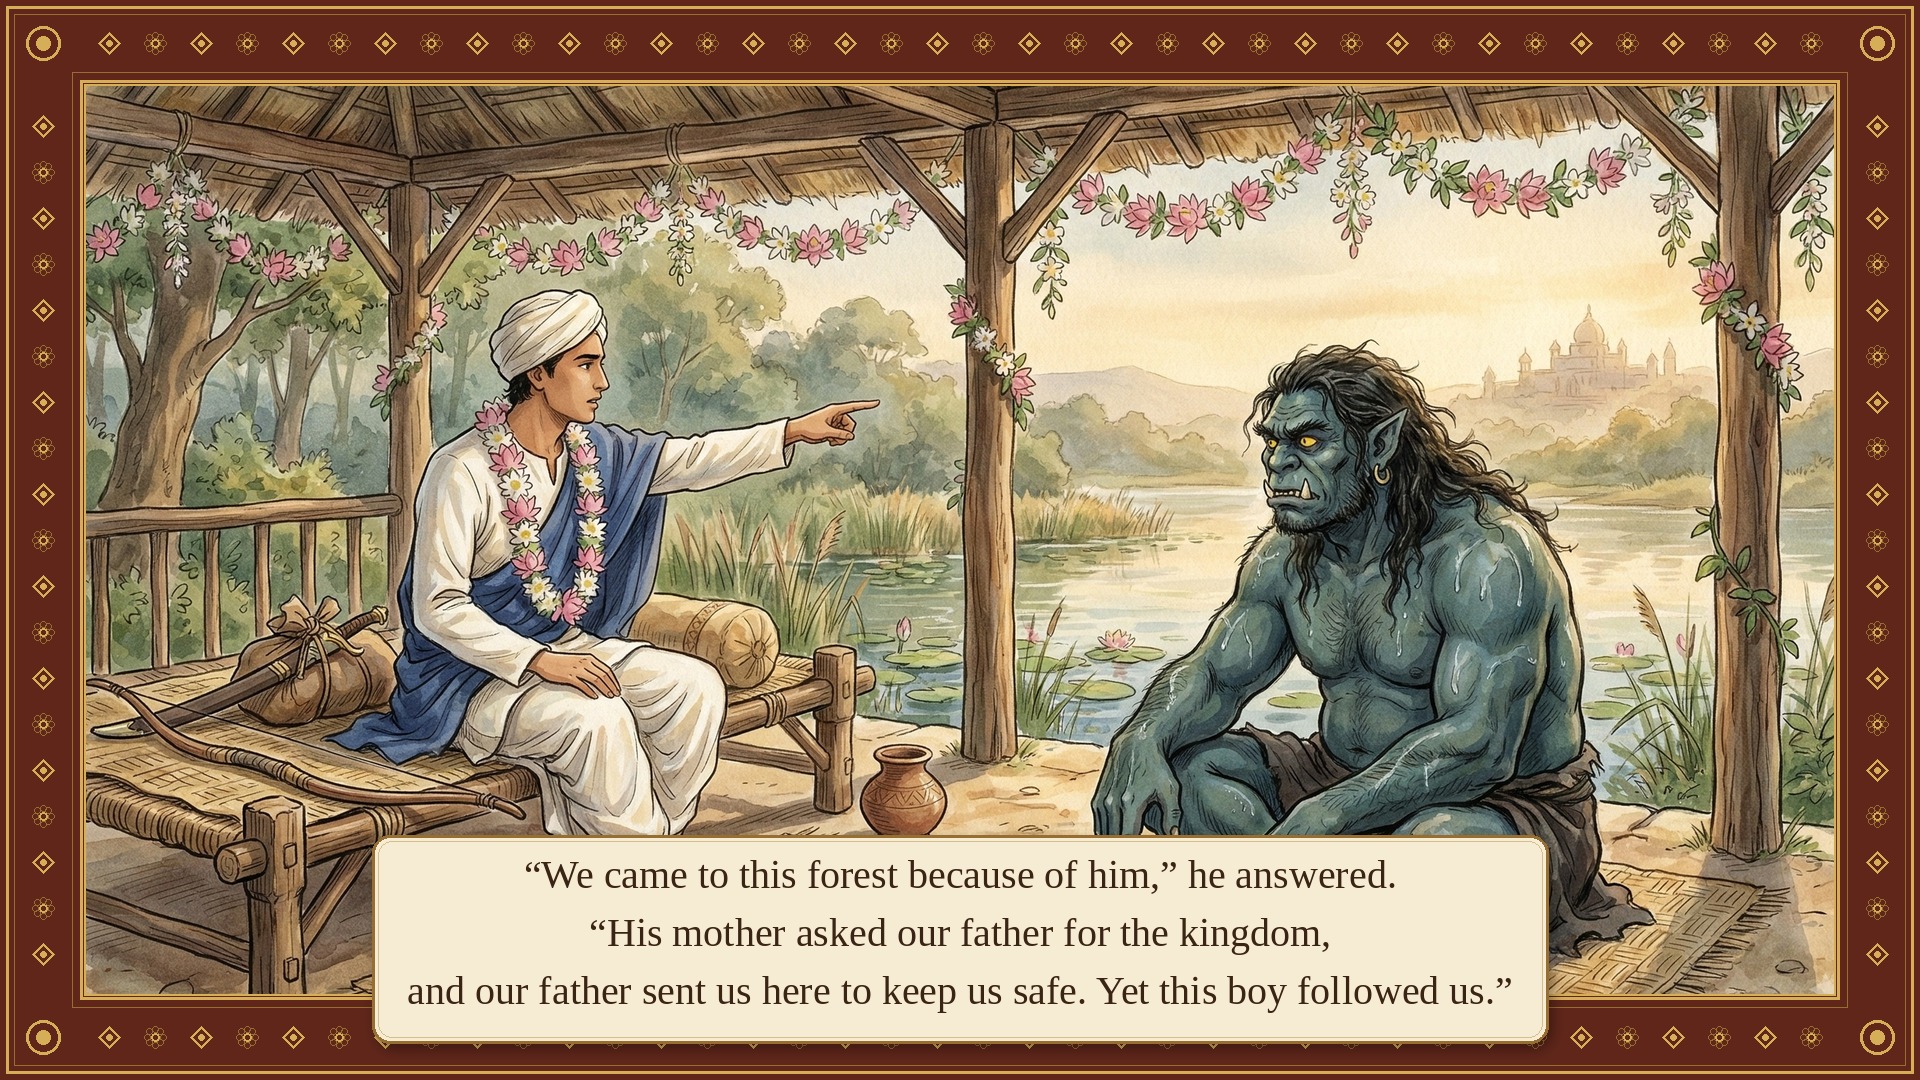 “We came to this forest because of him,” he answered.
“His mother asked our father for the kingdom,
and our father sent us here to keep us safe. Yet this boy followed us.”